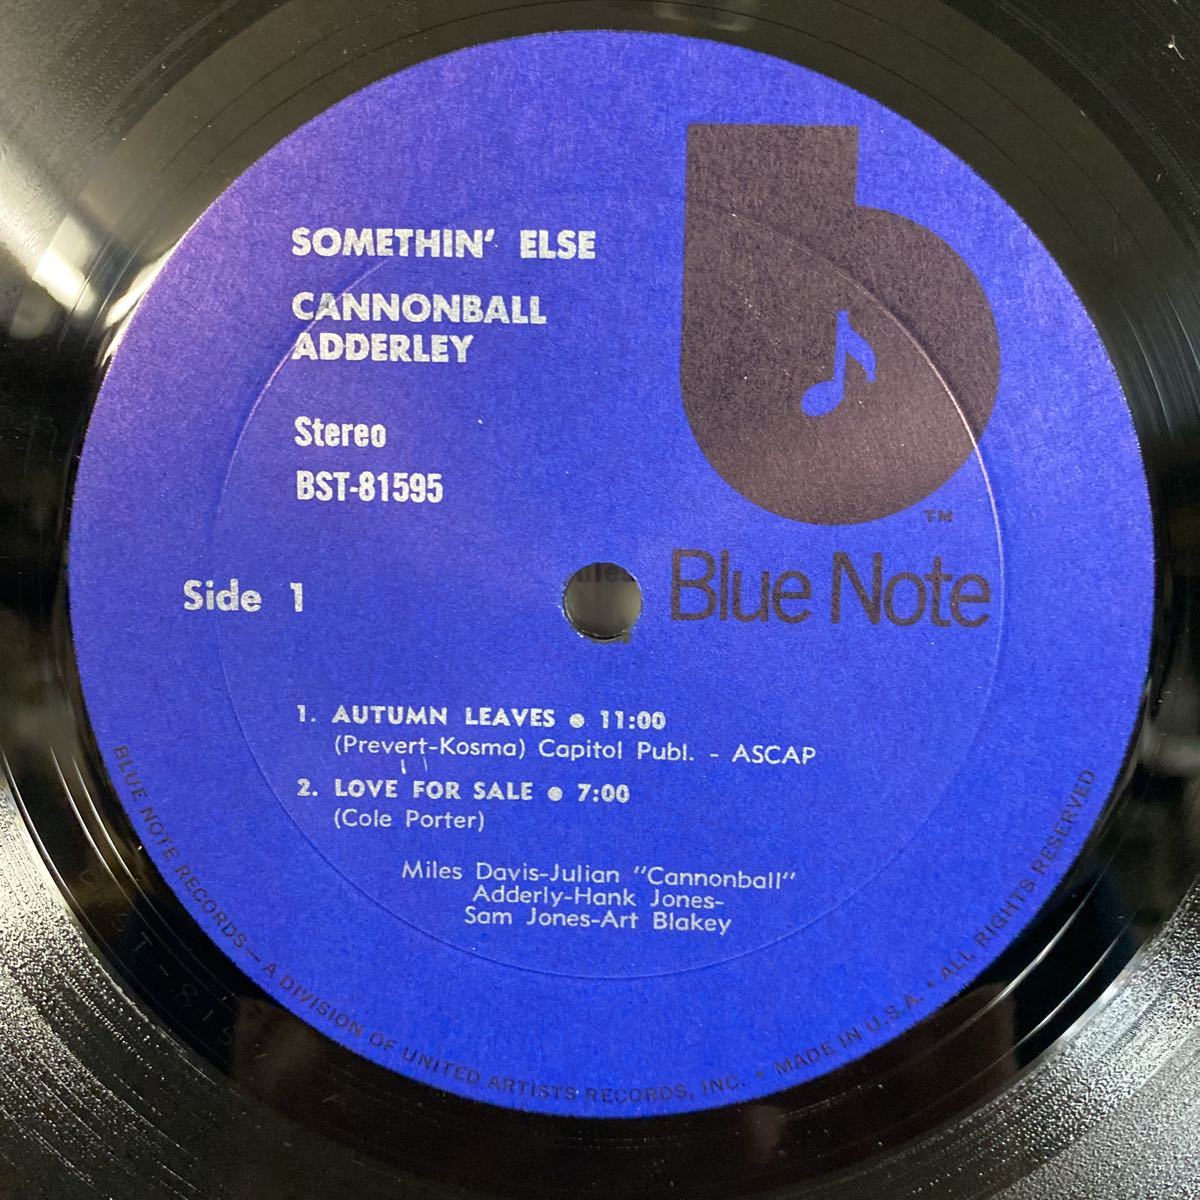 SOMETHIN' ELSE
CANNONBALL
ADDERLEY
Stereo
BST-81595
Side 1
TM
Blue Note
1. AUTUMN LEAVES ● 11:00
(Prevert-Kosma) Capitol Publ. - ASCAP
2. LOVE FOR SALE ● 7:00
(Cole Porter)
Miles Davis-Julian "Cannonball"
Adderly-Hank Jones-
Sam Jones-Art Blakey
BLUE NOTE RECORDS—A DIVISION OF UNITED ARTISTS RECORDS, INC. • MADE IN U.S.A. • ALL RIGHTS RESERVED